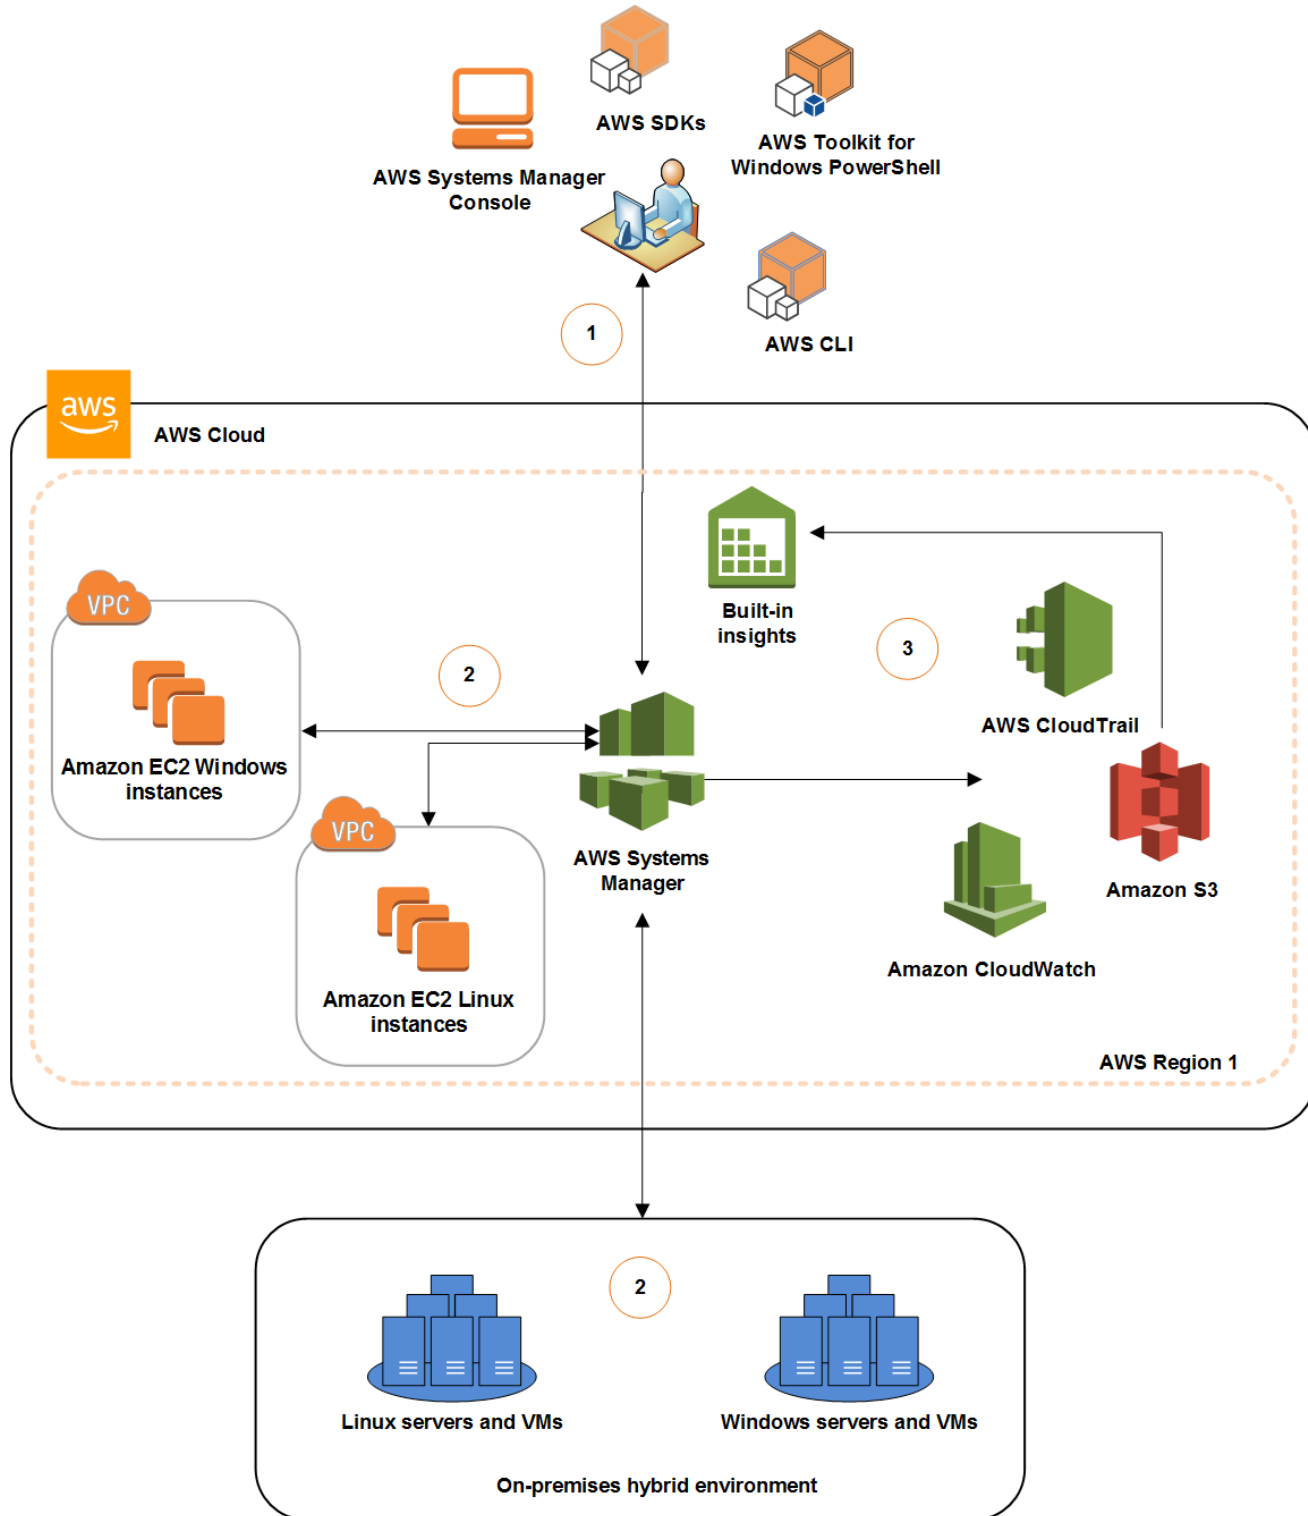 AWS SDKs
AWS Toolkit for
Windows PowerShell
AWS Systems Manager
Console
1
AWS CLI
aws
AWS Cloud
Built-in
insights
VPC
3
2
AWS CloudTrail
Amazon EC2 Windows
instances
VPC
AWS Systems
Manager
Amazon S3
Amazon CloudWatch
Amazon EC2 Linux
instances
AWS Region 1
2
Linux servers and VMs
Windows servers and VMs
On-premises hybrid environment